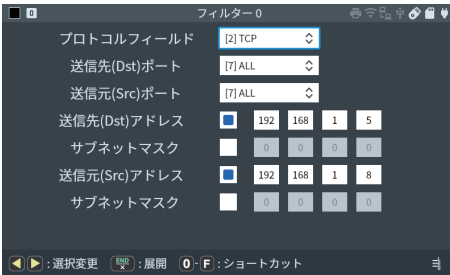 0 フィルター 0
プロトコルフィールド [2] TCP
送信先(Dst)ポート [7] ALL
送信元(Src)ポート [7] ALL
送信先(Dst)アドレス 192 168 1 5
サブネットマスク 0 0 0 0
送信元(Src)アドレス 192 168 1 8
サブネットマスク 0 0 0 0
:選択変更 END × :展開 0 - F :ショートカット